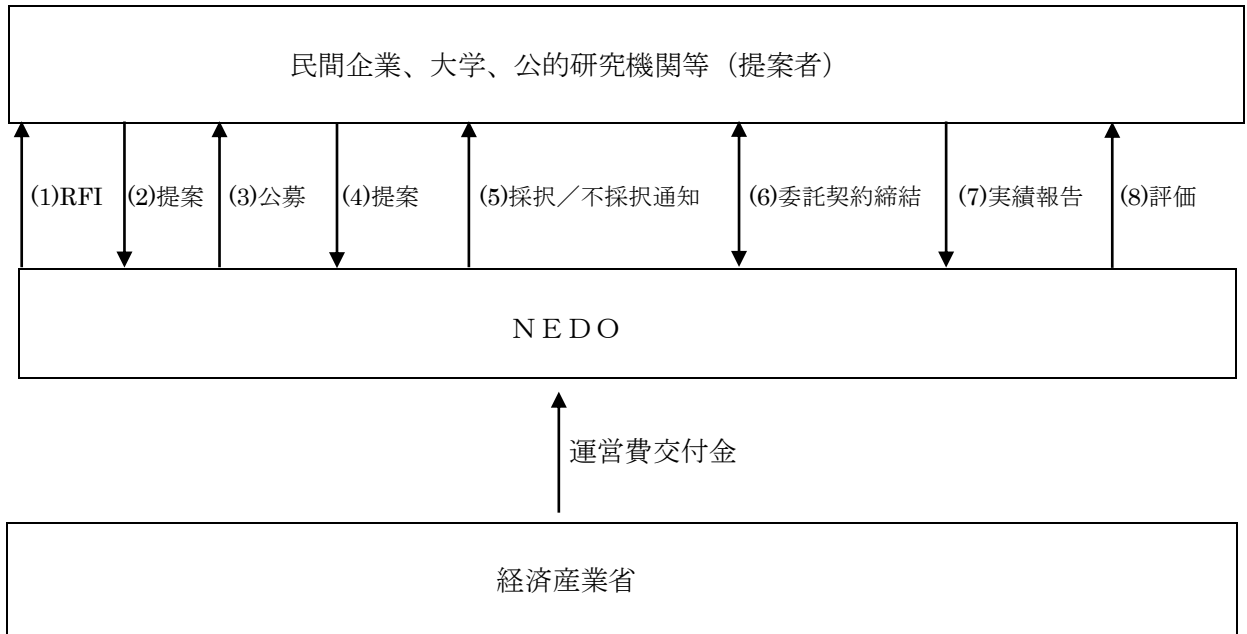 民間企業、大学、公的研究機関等（提案者）
(1)RFI (2)提案 (3)公募 (4)提案 (5)採択／不採択通知 (6)委託契約締結 (7)実績報告 (8)評価
ＮＥＤＯ
運営費交付金
経済産業省